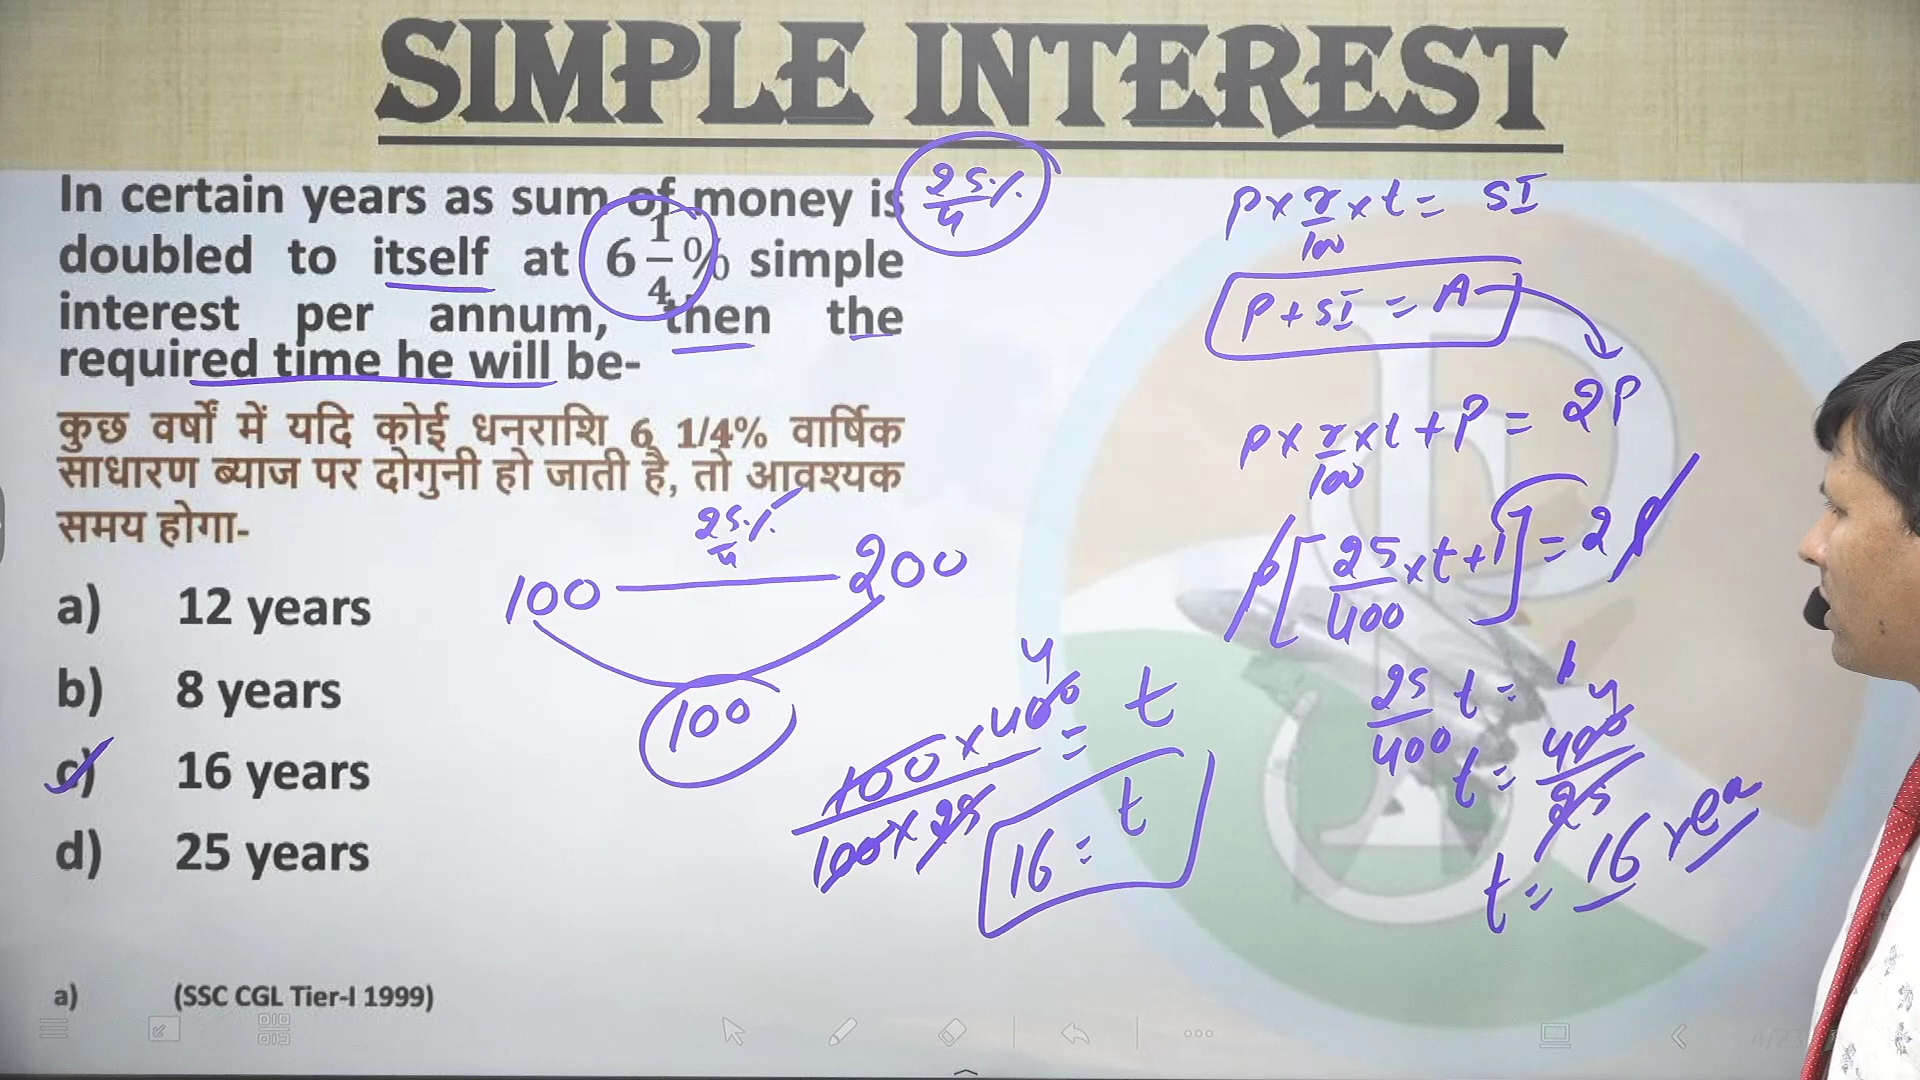 SIMPLE INTEREST
In certain years as sum of money is
doubled to itself at 6 1/4 % simple
interest per annum, then the
required time he will be-
कुछ वर्षों में यदि कोई धनराशि 6 1/4% वार्षिक
साधारण ब्याज पर दोगुनी हो जाती है, तो आवश्यक
समय होगा-
a) 12 years
b) 8 years
c) 16 years
d) 25 years
a) (SSC CGL Tier-I 1999)
25/4 %
25/4 %
100 200
100
100 × 400 / 100 × 25 = t
4
16 = t
P × r/100 × t = SI
P + SI = A
P × r/100 × t + P = 2P
P[25/400 × t + 1] = 2P
25/400 t = 1
t = 400/25
4
t = 16 yea